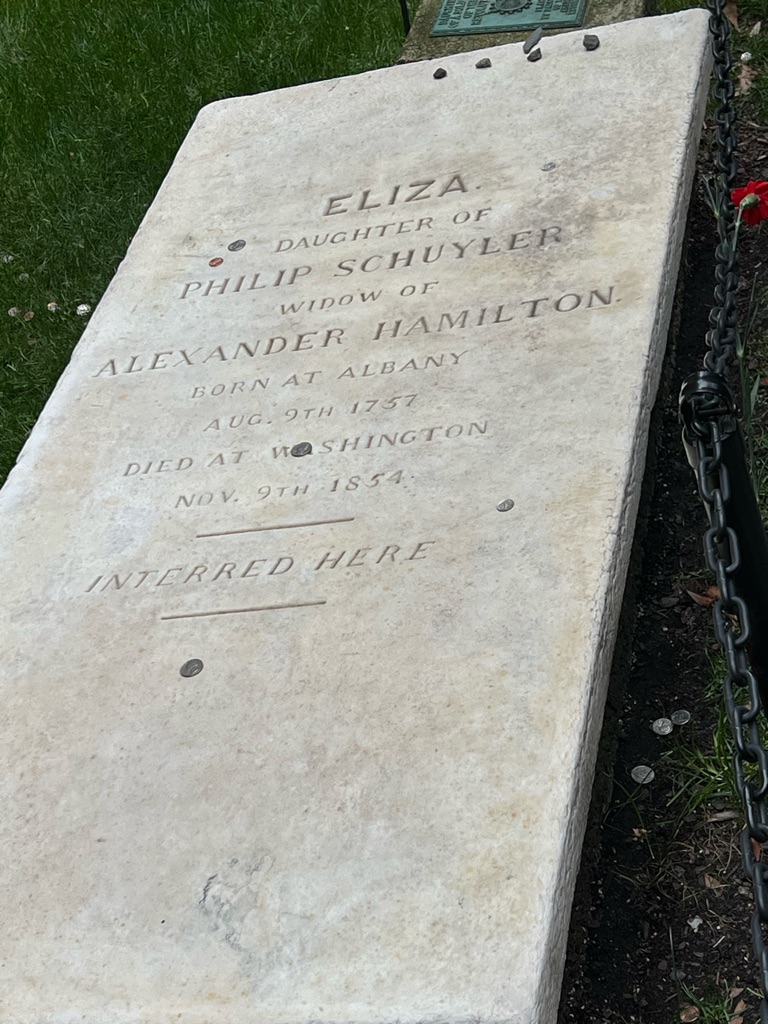 ELIZA.
DAUGHTER OF
PHILIP SCHUYLER
WIDOW OF
ALEXANDER HAMILTON.
BORN AT ALBANY
AUG. 9TH 1757
DIED AT WASHINGTON
NOV. 9TH 1854.
INTERRED HERE